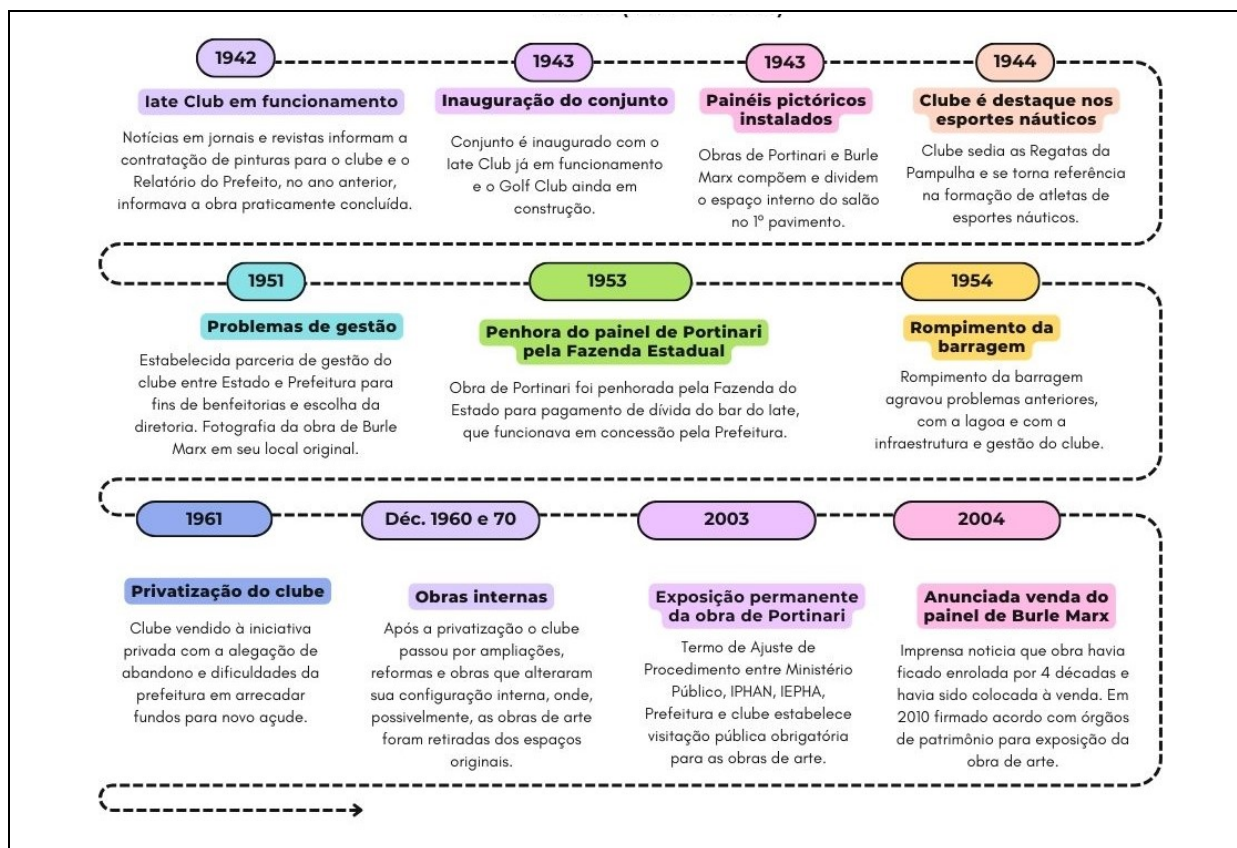 1942
Iate Club em funcionamento
Notícias em jornais e revistas informam a
contratação de pinturas para o clube e o
Relatório do Prefeito, no ano anterior,
informava a obra praticamente concluída.
1943
Inauguração do conjunto
Conjunto é inaugurado com o
Iate Club já em funcionamento
e o Golf Club ainda em
construção.
1943
Painéis pictóricos
instalados
Obras de Portinari e Burle
Marx compõem e dividem
o espaço interno do salão
no 1º pavimento.
1944
Clube é destaque nos
esportes náuticos
Clube sedia as Regatas da
Pampulha e se torna referência
na formação de atletas de
esportes náuticos.
1951
Problemas de gestão
Estabelecida parceria de gestão do
clube entre Estado e Prefeitura para
fins de benfeitorias e escolha da
diretoria. Fotografia da obra de Burle
Marx em seu local original.
1953
Penhora do painel de Portinari
pela Fazenda Estadual
Obra de Portinari foi penhorada pela Fazenda do
Estado para pagamento de dívida do bar do Iate,
que funcionava em concessão pela Prefeitura.
1954
Rompimento da
barragem
Rompimento da barragem
agravou problemas anteriores,
com a lagoa e com a
infraestrutura e gestão do clube.
1961
Privatização do clube
Clube vendido à iniciativa
privada com a alegação de
abandono e dificuldades da
prefeitura em arrecadar
fundos para novo açude.
Déc. 1960 e 70
Obras internas
Após a privatização o clube
passou por ampliações,
reformas e obras que alteraram
sua configuração interna, onde,
possivelmente, as obras de arte
foram retiradas dos espaços
originais.
2003
Exposição permanente
da obra de Portinari
Termo de Ajuste de
Procedimento entre Ministério
Público, IPHAN, IEPHA,
Prefeitura e clube estabelece
visitação pública obrigatória
para as obras de arte.
2004
Anunciada venda do
painel de Burle Marx
Imprensa noticia que obra havia
ficado enrolada por 4 décadas e
havia sido colocada à venda. Em
2010 firmado acordo com órgãos
de patrimônio para exposição da
obra de arte.